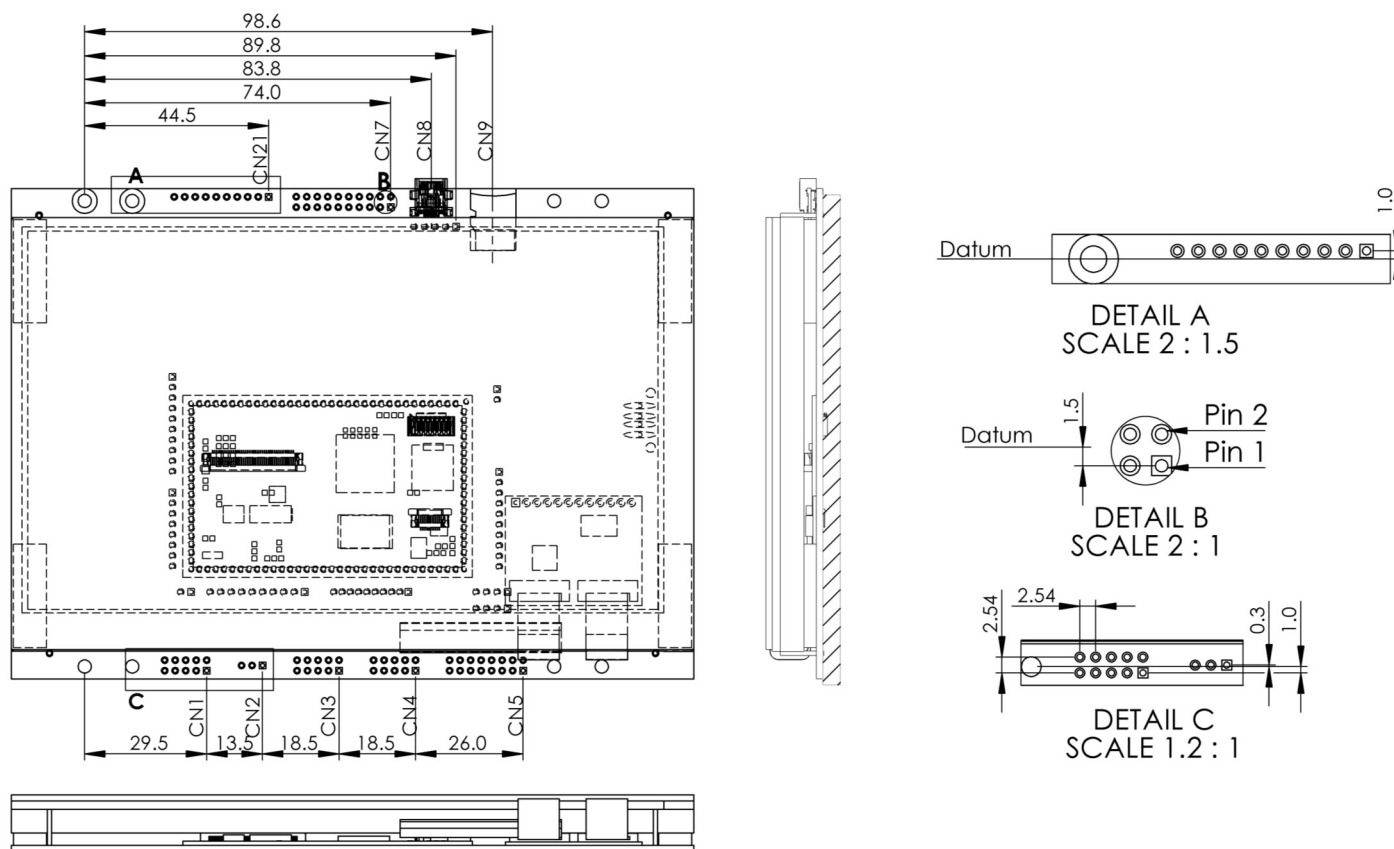 98.6
89.8
83.8
74.0
44.5
CN21
CN7
CN8
CN9
A
B
C
CN1
CN2
CN3
CN4
CN5
29.5
13.5
18.5
18.5
26.0
Datum
1.0
DETAIL A
SCALE 2 : 1.5
1.5
Datum
Pin 2
Pin 1
DETAIL B
SCALE 2 : 1
2.54
2.54
0.3
1.0
DETAIL C
SCALE 1.2 : 1